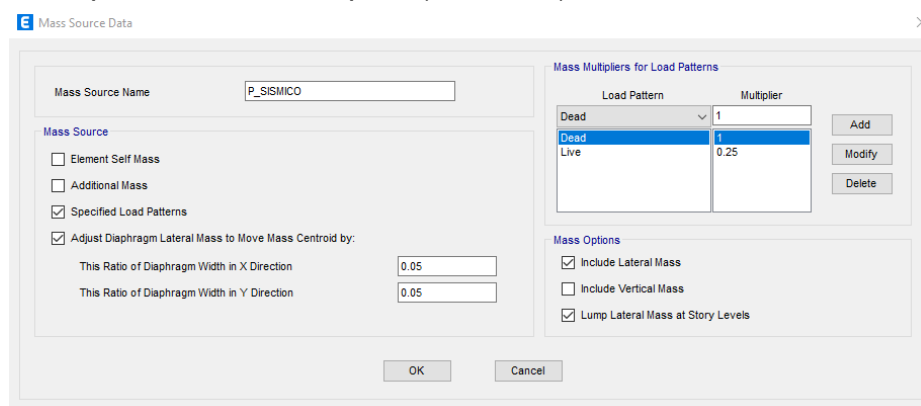 E Mass Source Data
Mass Source Name P_SISMICO
Mass Source
Element Self Mass
Additional Mass
Specified Load Patterns
Adjust Diaphragm Lateral Mass to Move Mass Centroid by:
This Ratio of Diaphragm Width in X Direction 0.05
This Ratio of Diaphragm Width in Y Direction 0.05
Mass Multipliers for Load Patterns
Load Pattern Multiplier
Dead 1
Dead 1
Live 0.25
Add
Modify
Delete
Mass Options
Include Lateral Mass
Include Vertical Mass
Lump Lateral Mass at Story Levels
OK Cancel